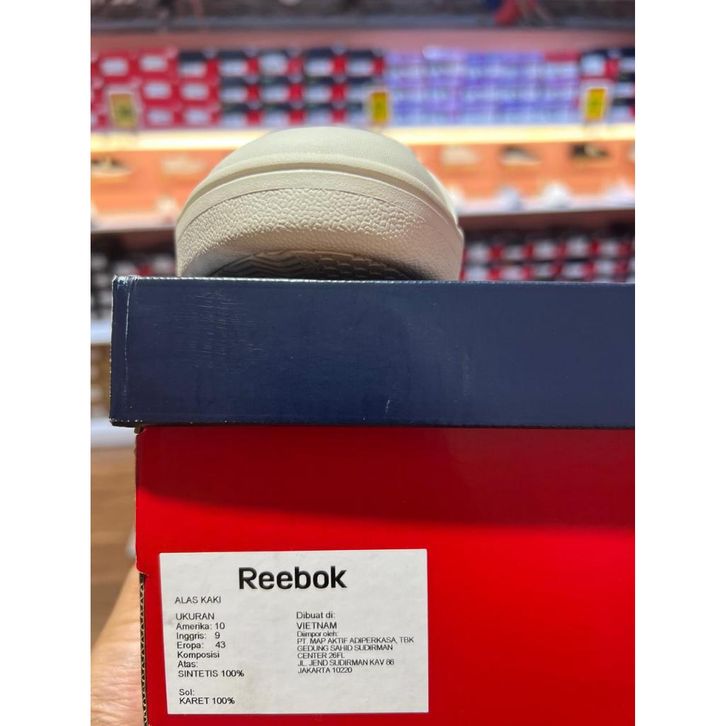 Reebok
ALAS KAKI
UKURAN
Amerika: 10
Inggris: 9
Eropa: 43
Komposisi
Atas:
SINTETIS 100%
Sol:
KARET 100%
Dibuat di:
VIETNAM
Diimpor oleh:
PT. MAP AKTIF ADIPERKASA, TBK
GEDUNG SAHID SUDIRMAN
CENTER 26FL
JL. JEND SUDIRMAN KAV 86
JAKARTA 10220